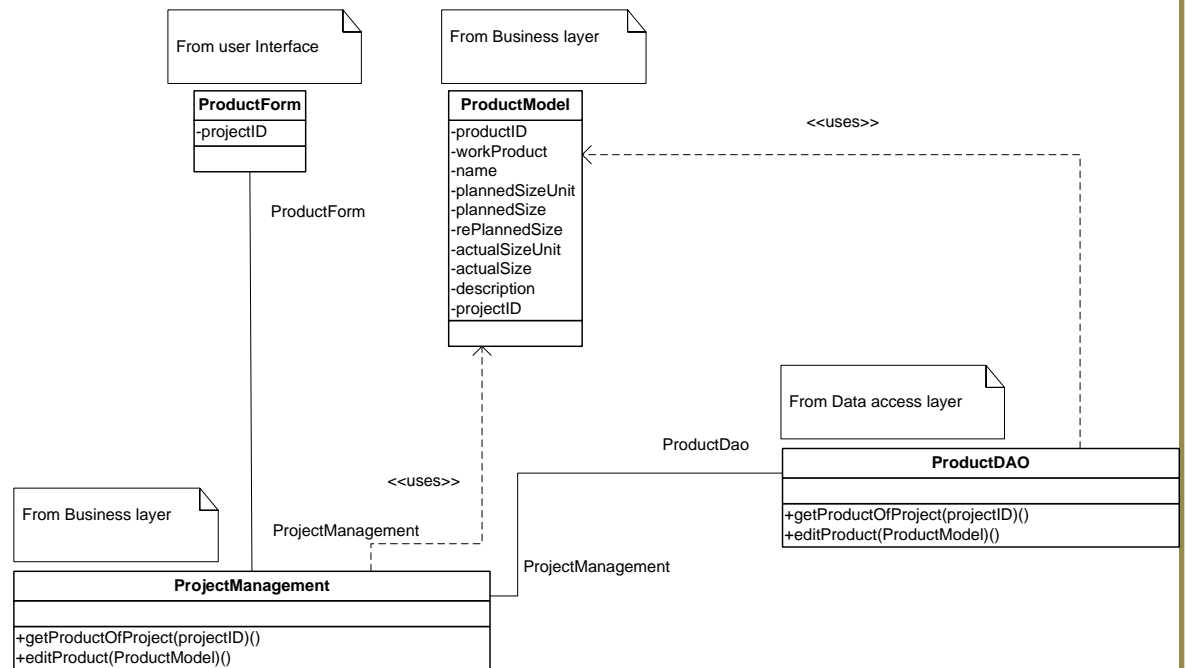 From user Interface
From Business layer
ProductForm
-projectID
ProductModel
-productID
-workProduct
-name
-plannedSizeUnit
-plannedSize
-rePlannedSize
-actualSizeUnit
-actualSize
-description
-projectID
<<uses>>
ProductForm
From Data access layer
ProductDao
ProductDAO
+getProductOfProject(projectID)()
+editProduct(ProductModel)()
<<uses>>
From Business layer
ProjectManagement
ProjectManagement
ProjectManagement
+getProductOfProject(projectID)()
+editProduct(ProductModel)()